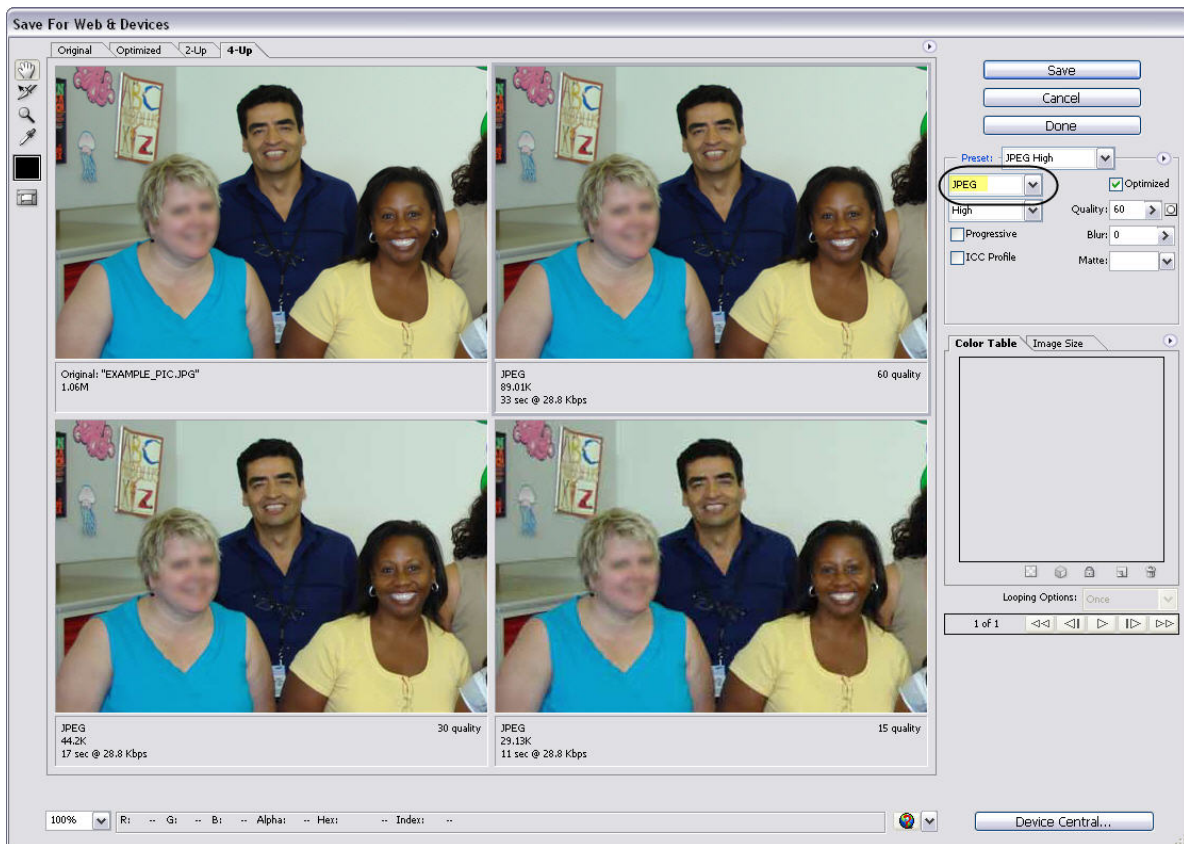 Save For Web & Devices
Original Optimized 2-Up 4-Up
Original: "EXAMPLE_PIC.JPG"
1.06M
JPEG 60 quality
89.01K
33 sec @ 28.8 Kbps
JPEG 30 quality
44.2K
17 sec @ 28.8 Kbps
JPEG 15 quality
29.13K
11 sec @ 28.8 Kbps
ABC
Z
ABC
Z
ABC
Z
ABC
Z
100% R: -- G: -- B: -- Alpha: -- Hex: -- Index: --
Save
Cancel
Done
Preset: JPEG High
JPEG Optimized
High Quality: 60
Progressive Blur: 0
ICC Profile Matte:
Color Table Image Size
Looping Options: Once
1 of 1
Device Central...